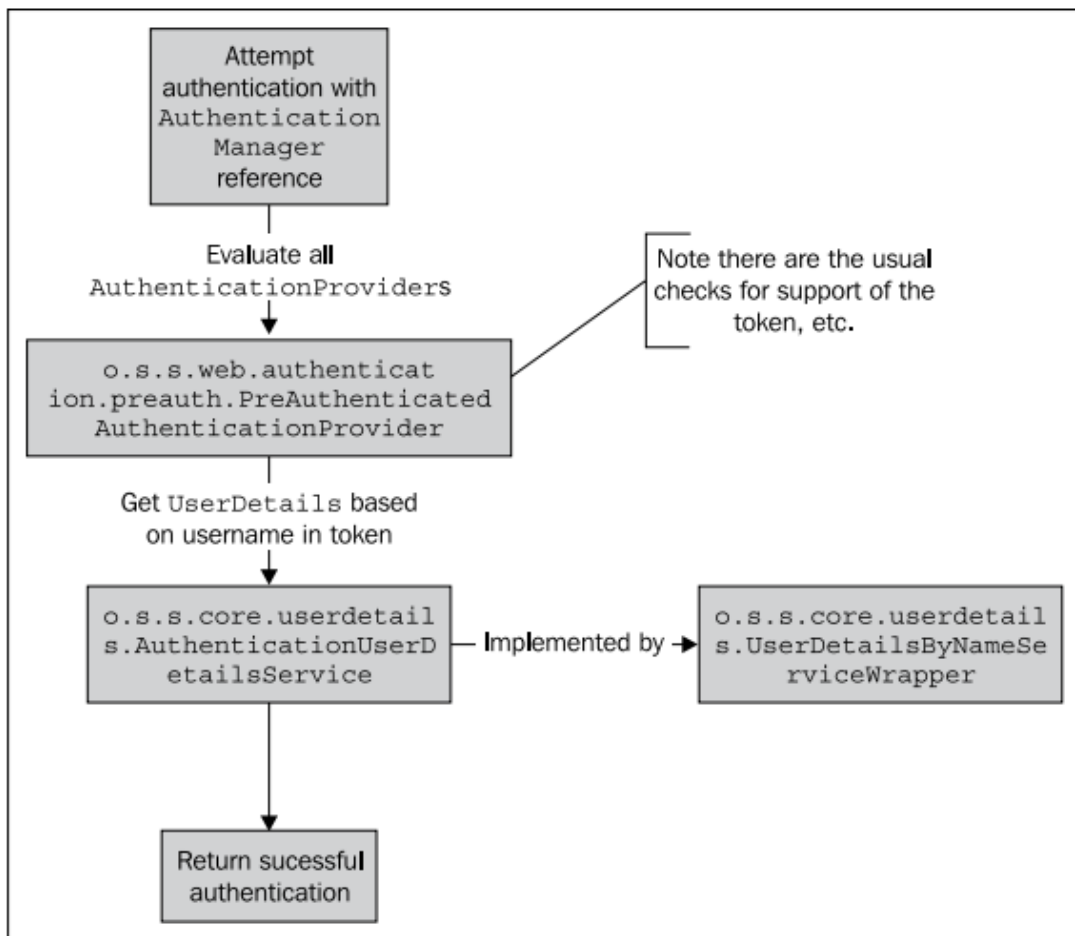 Attempt
authentication with
Authentication
Manager
reference
Evaluate all
AuthenticationProviders
Note there are the usual
checks for support of the
token, etc.
o.s.s.web.authenticat
ion.preauth.PreAuthenticated
AuthenticationProvider
Get UserDetails based
on username in token
o.s.s.core.userdetail
s.AuthenticationUserD
etailsService
Implemented by
o.s.s.core.userdetail
s.UserDetailsByNameSe
rviceWrapper
Return sucessful
authentication